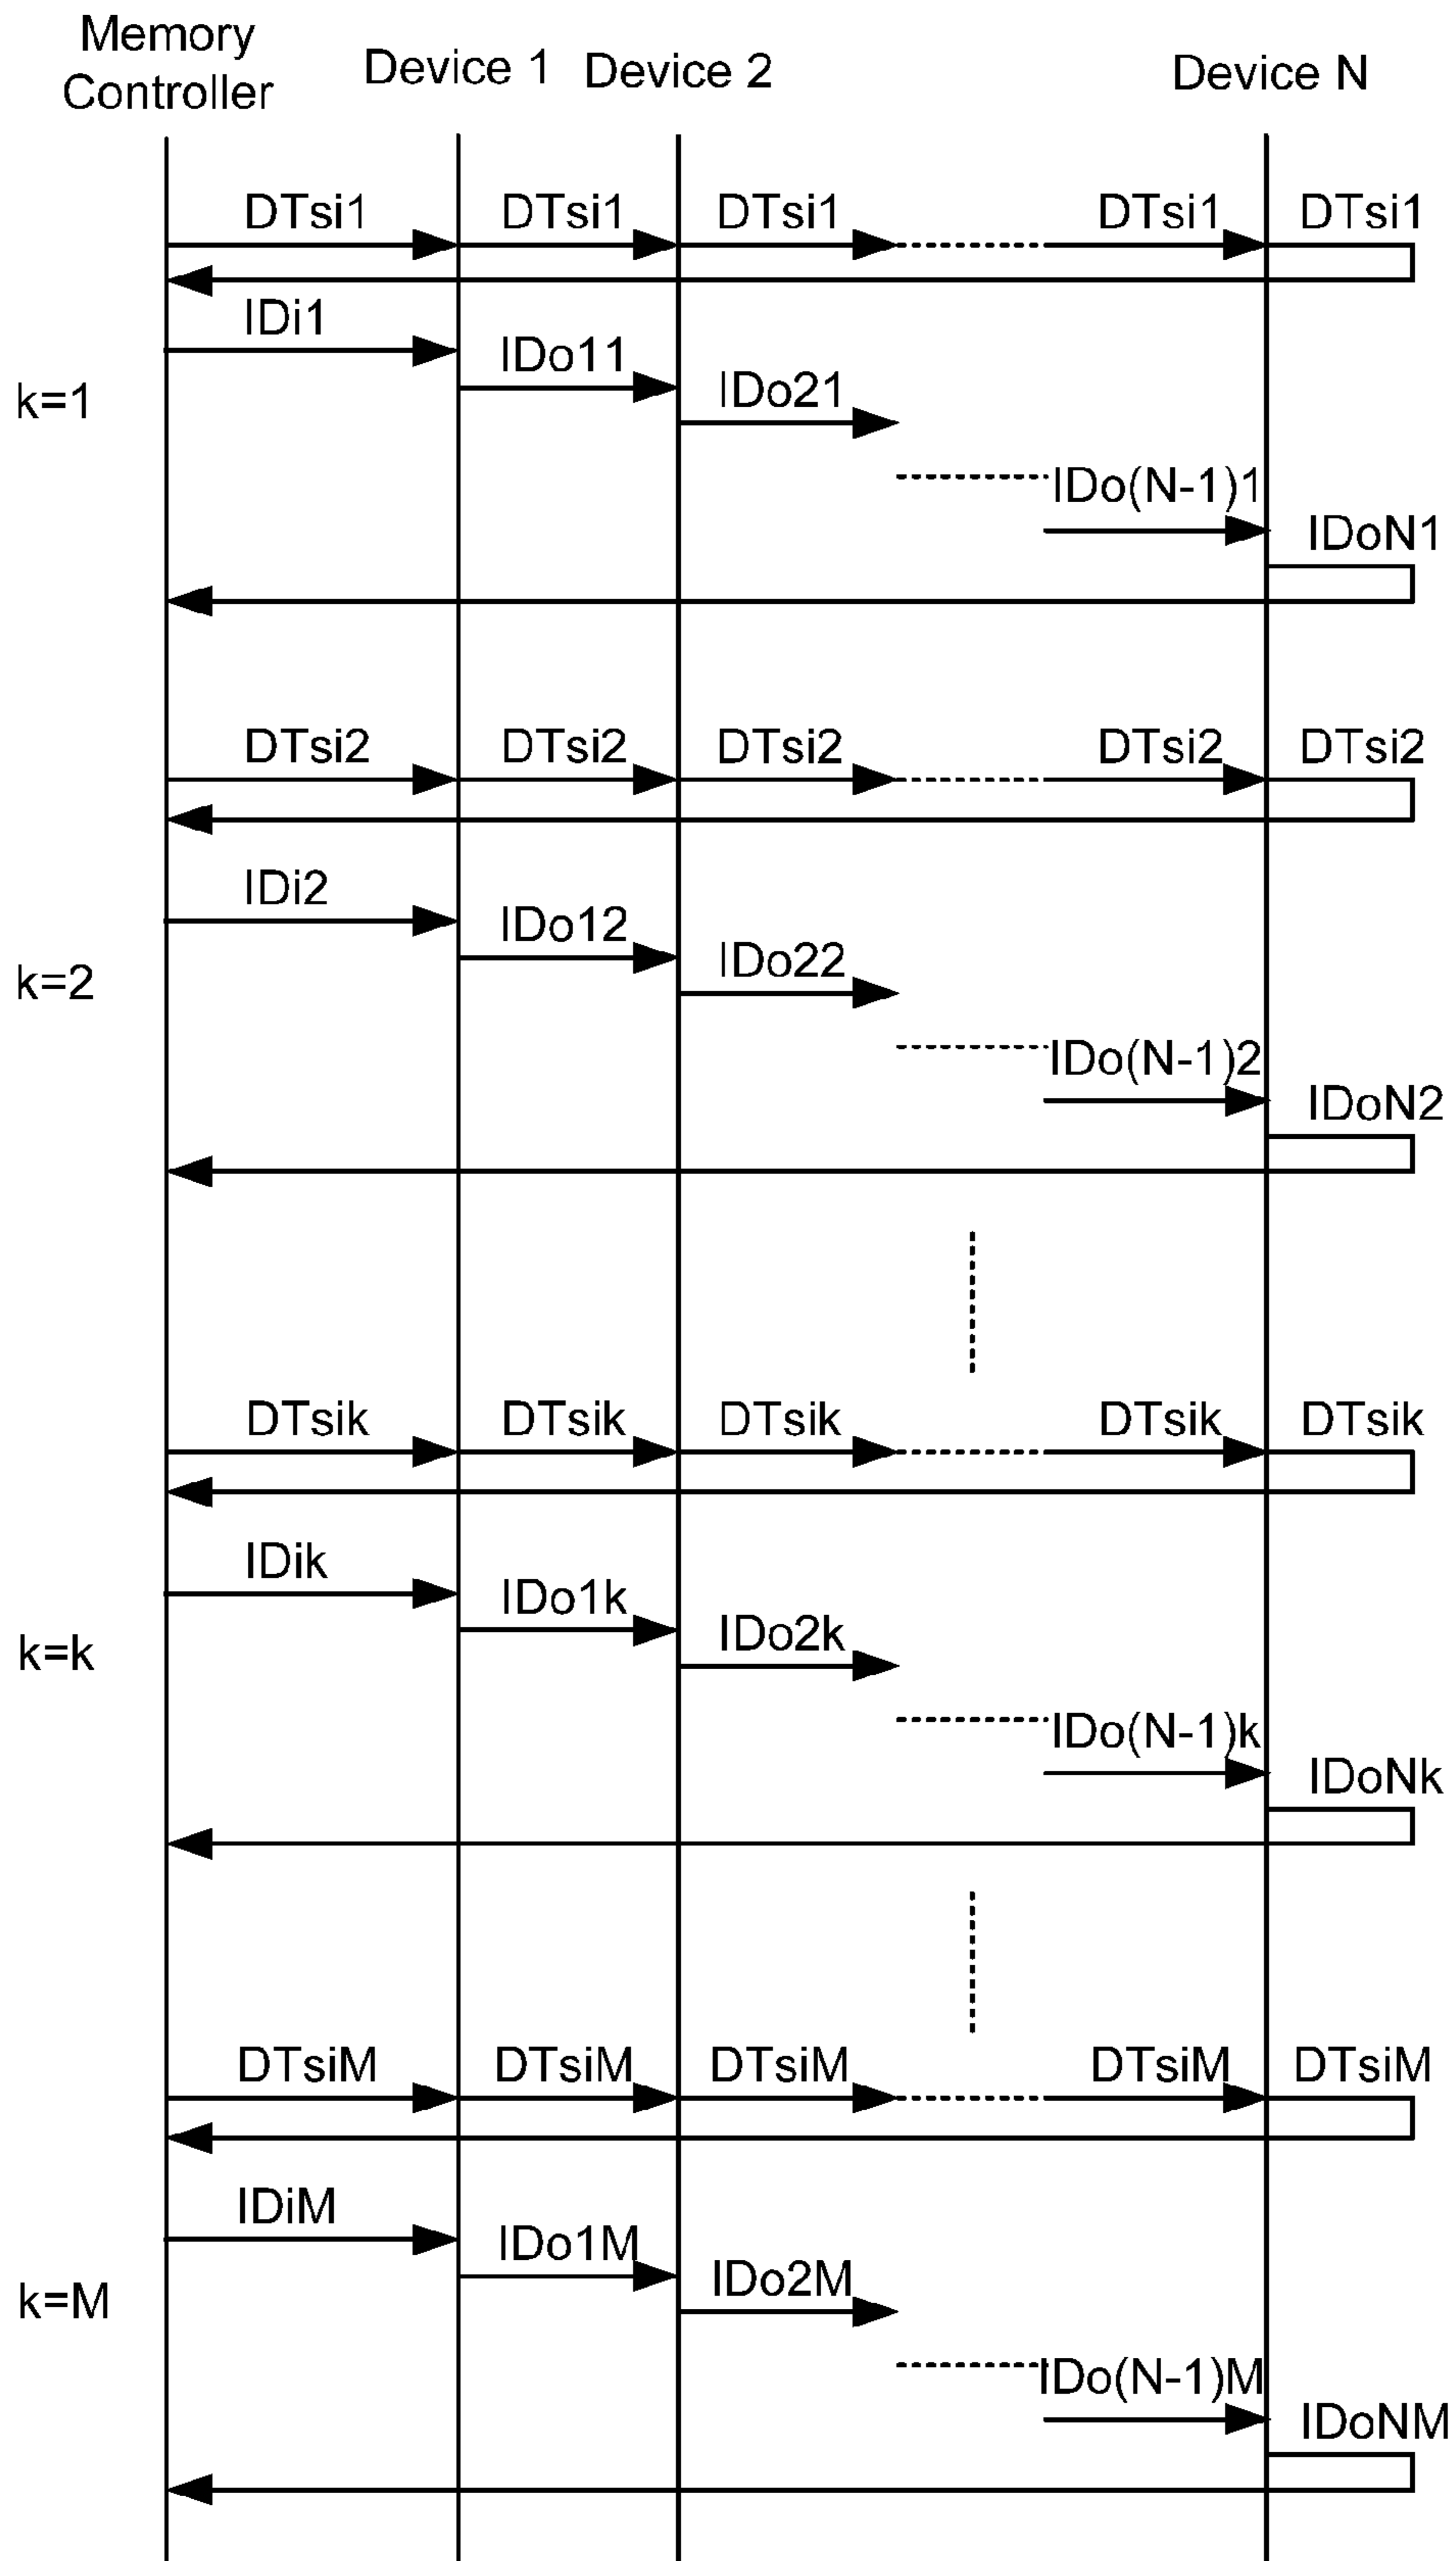 Memory
Controller
Device 1
Device 2
Device N
DTsi1 DTsi1 DTsi1 DTsi1 DTsi1
IDi1
IDo11
IDo21
k=1
IDo(N-1)1
IDoN1
DTsi2 DTsi2 DTsi2 DTsi2 DTsi2
IDi2
IDo12
IDo22
k=2
IDo(N-1)2
IDoN2
DTsik DTsik DTsik DTsik DTsik
IDik
IDo1k
IDo2k
k=k
IDo(N-1)k
IDoNk
DTsiM DTsiM DTsiM DTsiM DTsiM
IDiM
IDo1M
IDo2M
k=M
IDo(N-1)M
IDoNM